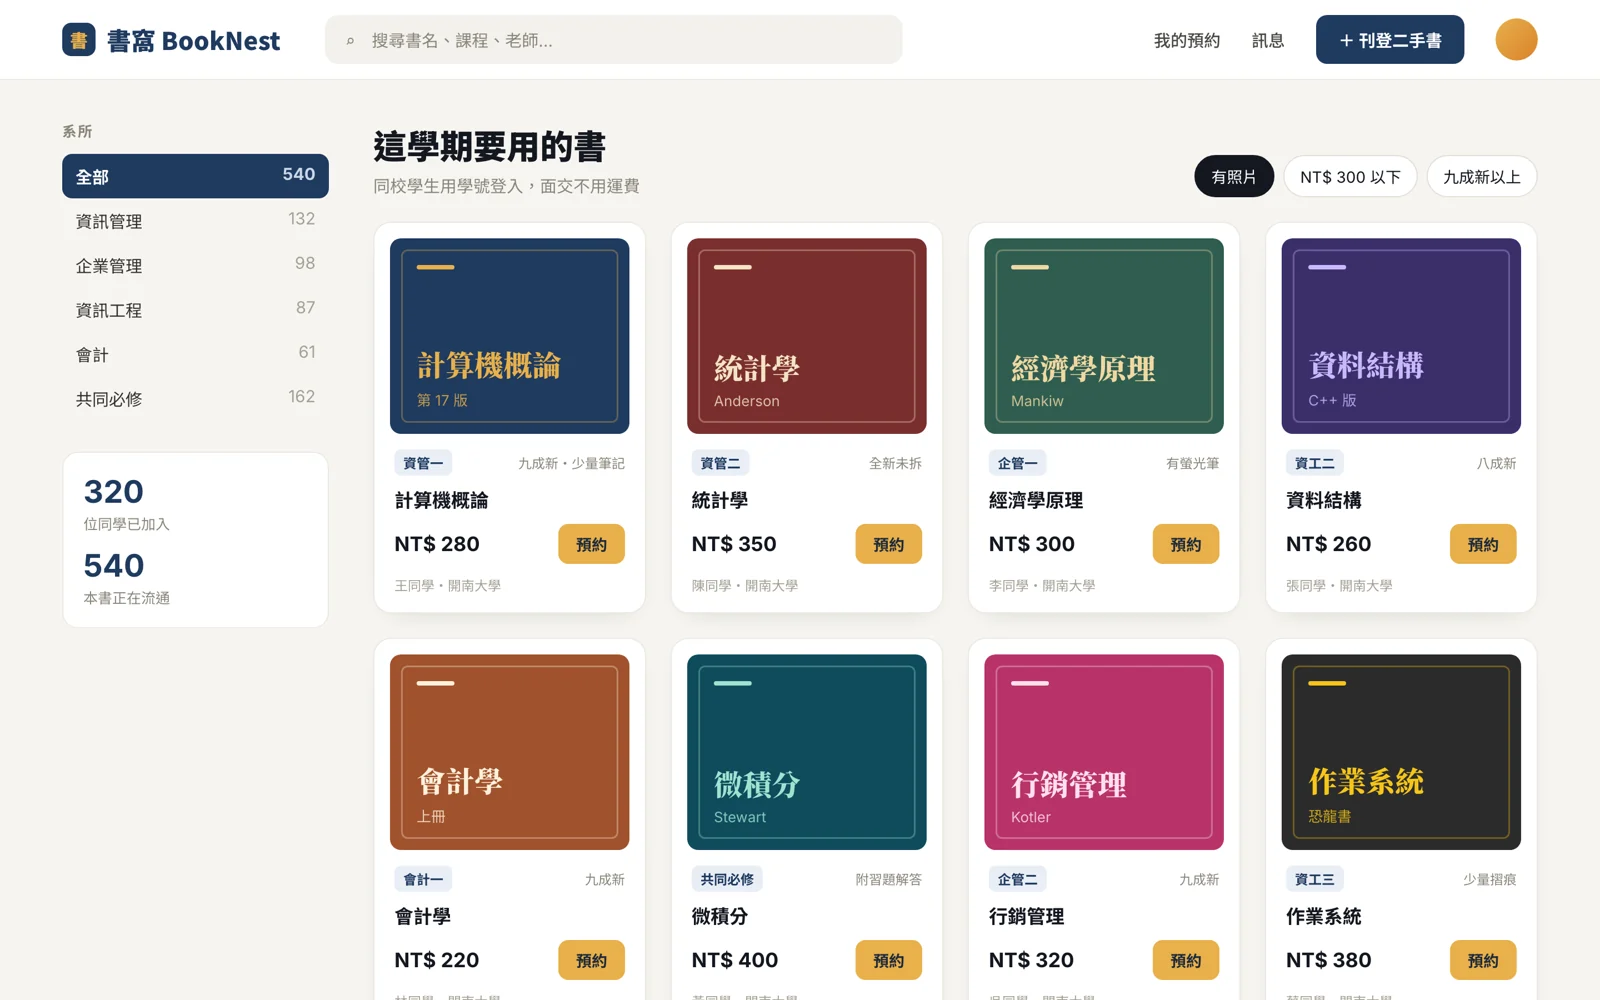 書 書窩 BookNest
搜尋書名、課程、老師...
我的預約
訊息
＋ 刊登二手書
系所
全部 540
資訊管理 132
企業管理 98
資訊工程 87
會計 61
共同必修 162
320
位同學已加入
540
本書正在流通
這學期要用的書
同校學生用學號登入，面交不用運費
有照片
NT$ 300 以下
九成新以上
計算機概論
第 17 版
資管一 九成新・少量筆記
計算機概論
NT$ 280 預約
王同學・開南大學
統計學
Anderson
資管二 全新未拆
統計學
NT$ 350 預約
陳同學・開南大學
經濟學原理
Mankiw
企管一 有螢光筆
經濟學原理
NT$ 300 預約
李同學・開南大學
資料結構
C++ 版
資工二 八成新
資料結構
NT$ 260 預約
張同學・開南大學
會計學
上冊
會計一 九成新
會計學
NT$ 220 預約
微積分
Stewart
共同必修 附習題解答
微積分
NT$ 400 預約
行銷管理
Kotler
企管二 九成新
行銷管理
NT$ 320 預約
作業系統
恐龍書
資工三 少量摺痕
作業系統
NT$ 380 預約